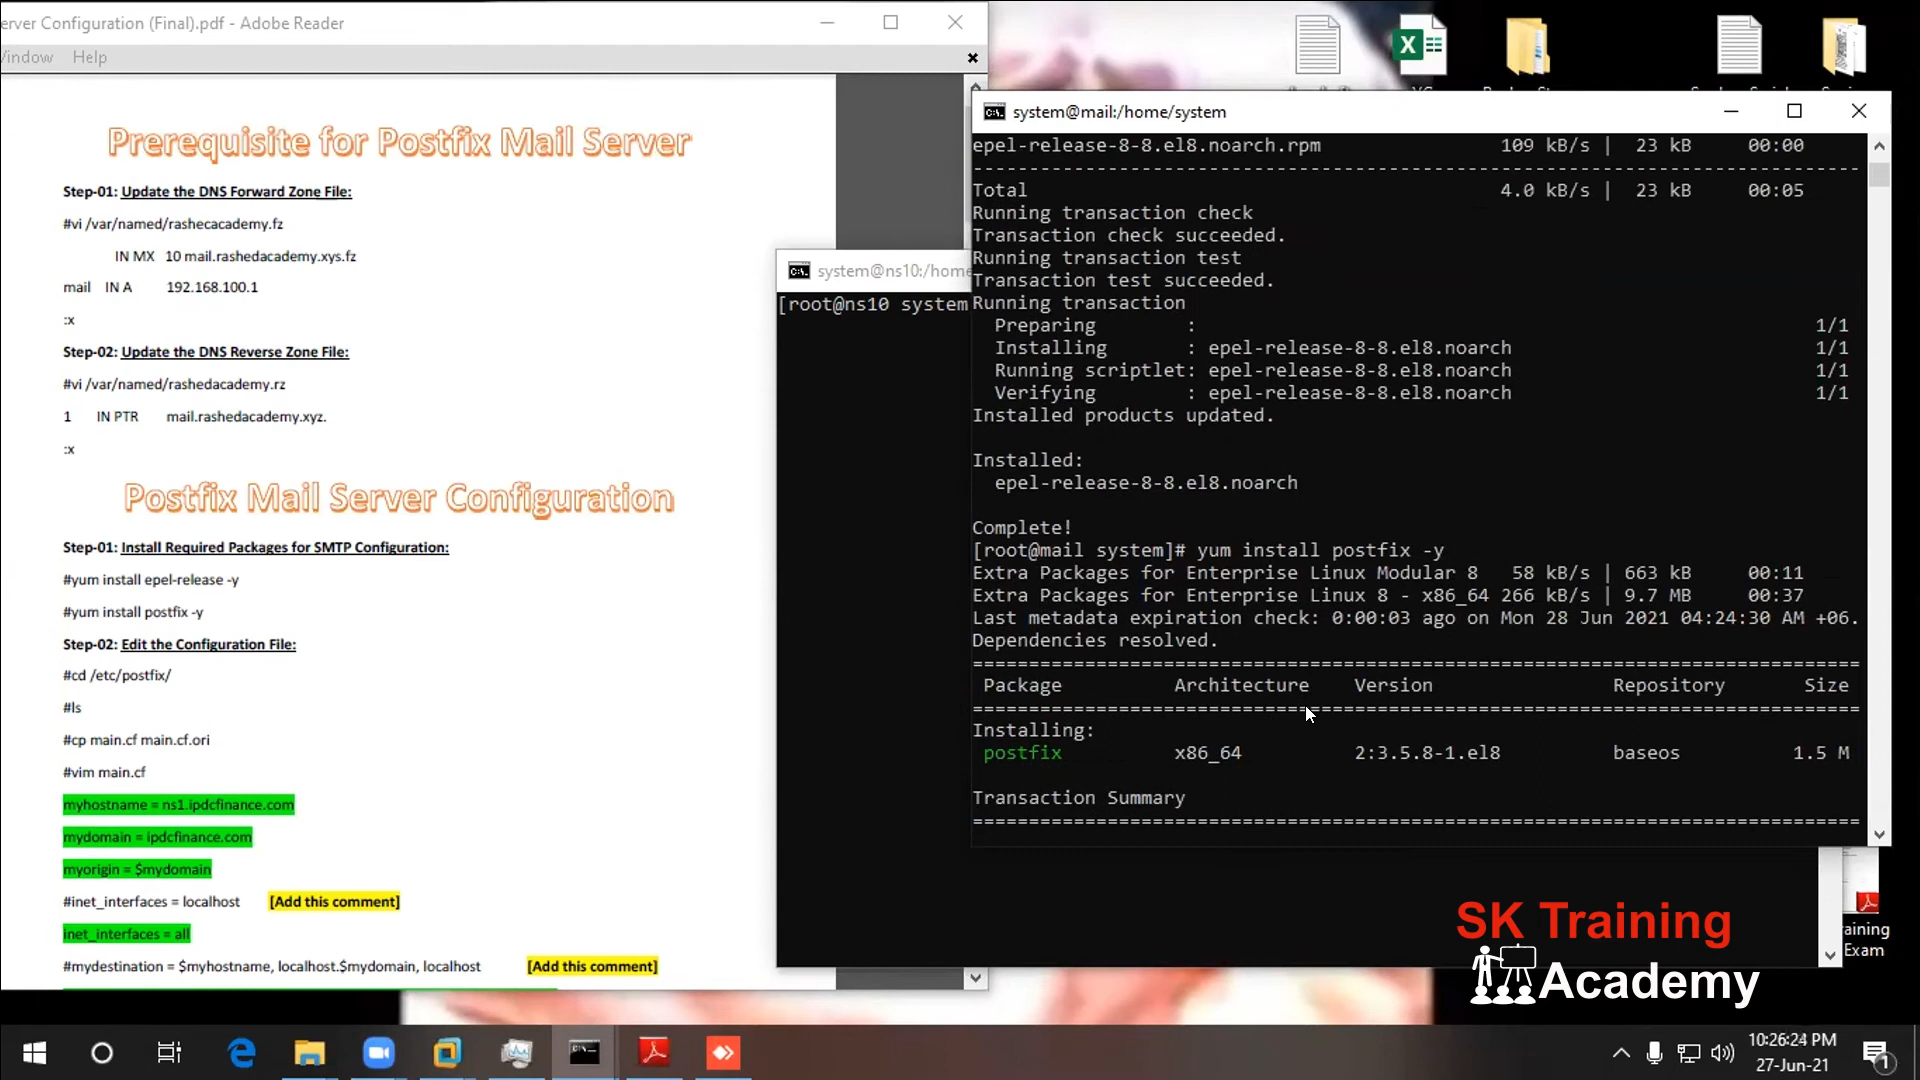 erver Configuration (Final).pdf - Adobe Reader
Window Help
Prerequisite for Postfix Mail Server
Step-01: Update the DNS Forward Zone File:
#vi /var/named/rashecacademy.fz
IN MX 10 mail.rashedacademy.xys.fz
mail IN A 192.168.100.1
:x
Step-02: Update the DNS Reverse Zone File:
#vi /var/named/rashedacademy.rz
1 IN PTR mail.rashedacademy.xyz.
:x
Postfix Mail Server Configuration
Step-01: Install Required Packages for SMTP Configuration:
#yum install epel-release -y
#yum install postfix -y
Step-02: Edit the Configuration File:
#cd /etc/postfix/
#ls
#cp main.cf main.cf.ori
#vim main.cf
myhostname = ns1.ipdcfinance.com
mydomain = ipdcfinance.com
myorigin = $mydomain
#inet_interfaces = localhost [Add this comment]
inet_interfaces = all
#mydestination = $myhostname, localhost.$mydomain, localhost [Add this comment]
system@ns10:/home
[root@ns10 system
system@mail:/home/system
epel-release-8-8.el8.noarch.rpm 109 kB/s | 23 kB 00:00
--------------------------------------------------------------------------------
Total 4.0 kB/s | 23 kB 00:05
Running transaction check
Transaction check succeeded.
Running transaction test
Transaction test succeeded.
Running transaction
Preparing : 1/1
Installing : epel-release-8-8.el8.noarch 1/1
Running scriptlet: epel-release-8-8.el8.noarch 1/1
Verifying : epel-release-8-8.el8.noarch 1/1
Installed products updated.
Installed:
epel-release-8-8.el8.noarch
Complete!
[root@mail system]# yum install postfix -y
Extra Packages for Enterprise Linux Modular 8 58 kB/s | 663 kB 00:11
Extra Packages for Enterprise Linux 8 - x86_64 266 kB/s | 9.7 MB 00:37
Last metadata expiration check: 0:00:03 ago on Mon 28 Jun 2021 04:24:30 AM +06.
Dependencies resolved.
================================================================================
Package Architecture Version Repository Size
================================================================================
Installing:
postfix x86_64 2:3.5.8-1.el8 baseos 1.5 M
Transaction Summary
================================================================================
SK Training
Academy
aining
Exam
10:26:24 PM
27-Jun-21
1